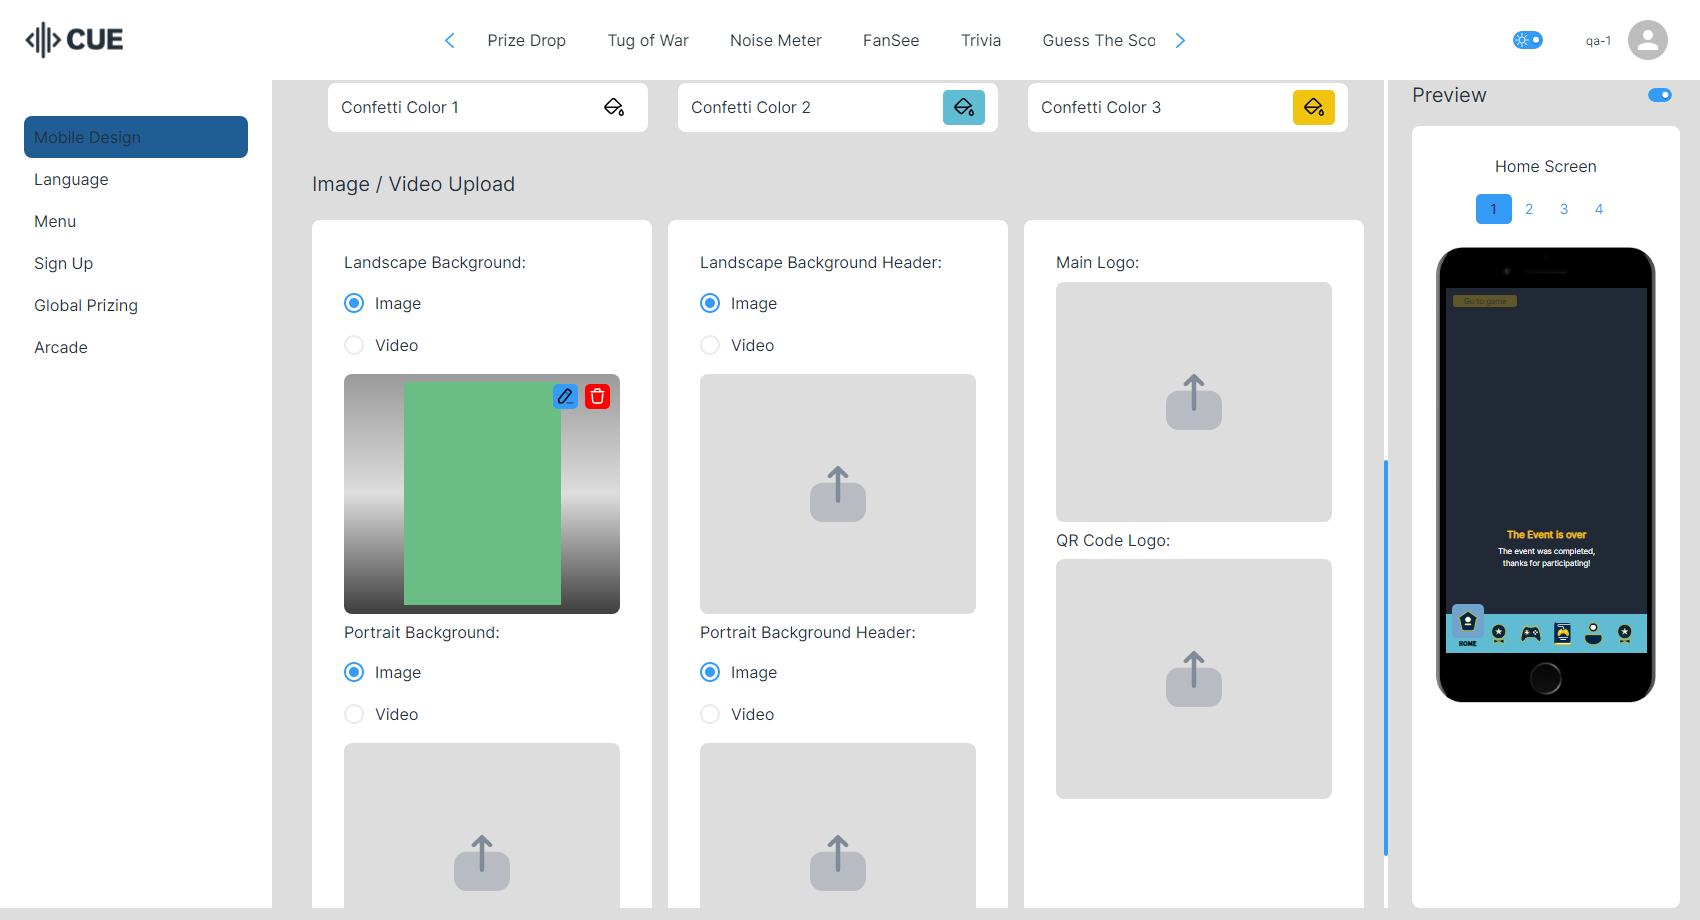 CUE
Prize Drop
Tug of War
Noise Meter
FanSee
Trivia
Guess The Sco
qa-1
Mobile Design
Language
Menu
Sign Up
Global Prizing
Arcade
Confetti Color 1
Confetti Color 2
Confetti Color 3
Image / Video Upload
Landscape Background:
Image
Video
Portrait Background:
Image
Video
Landscape Background Header:
Image
Video
Portrait Background Header:
Image
Video
Main Logo:
QR Code Logo:
Preview
Home Screen
1 2 3 4
Go to game
The Event is over
The event was completed,
thanks for participating!
HOME